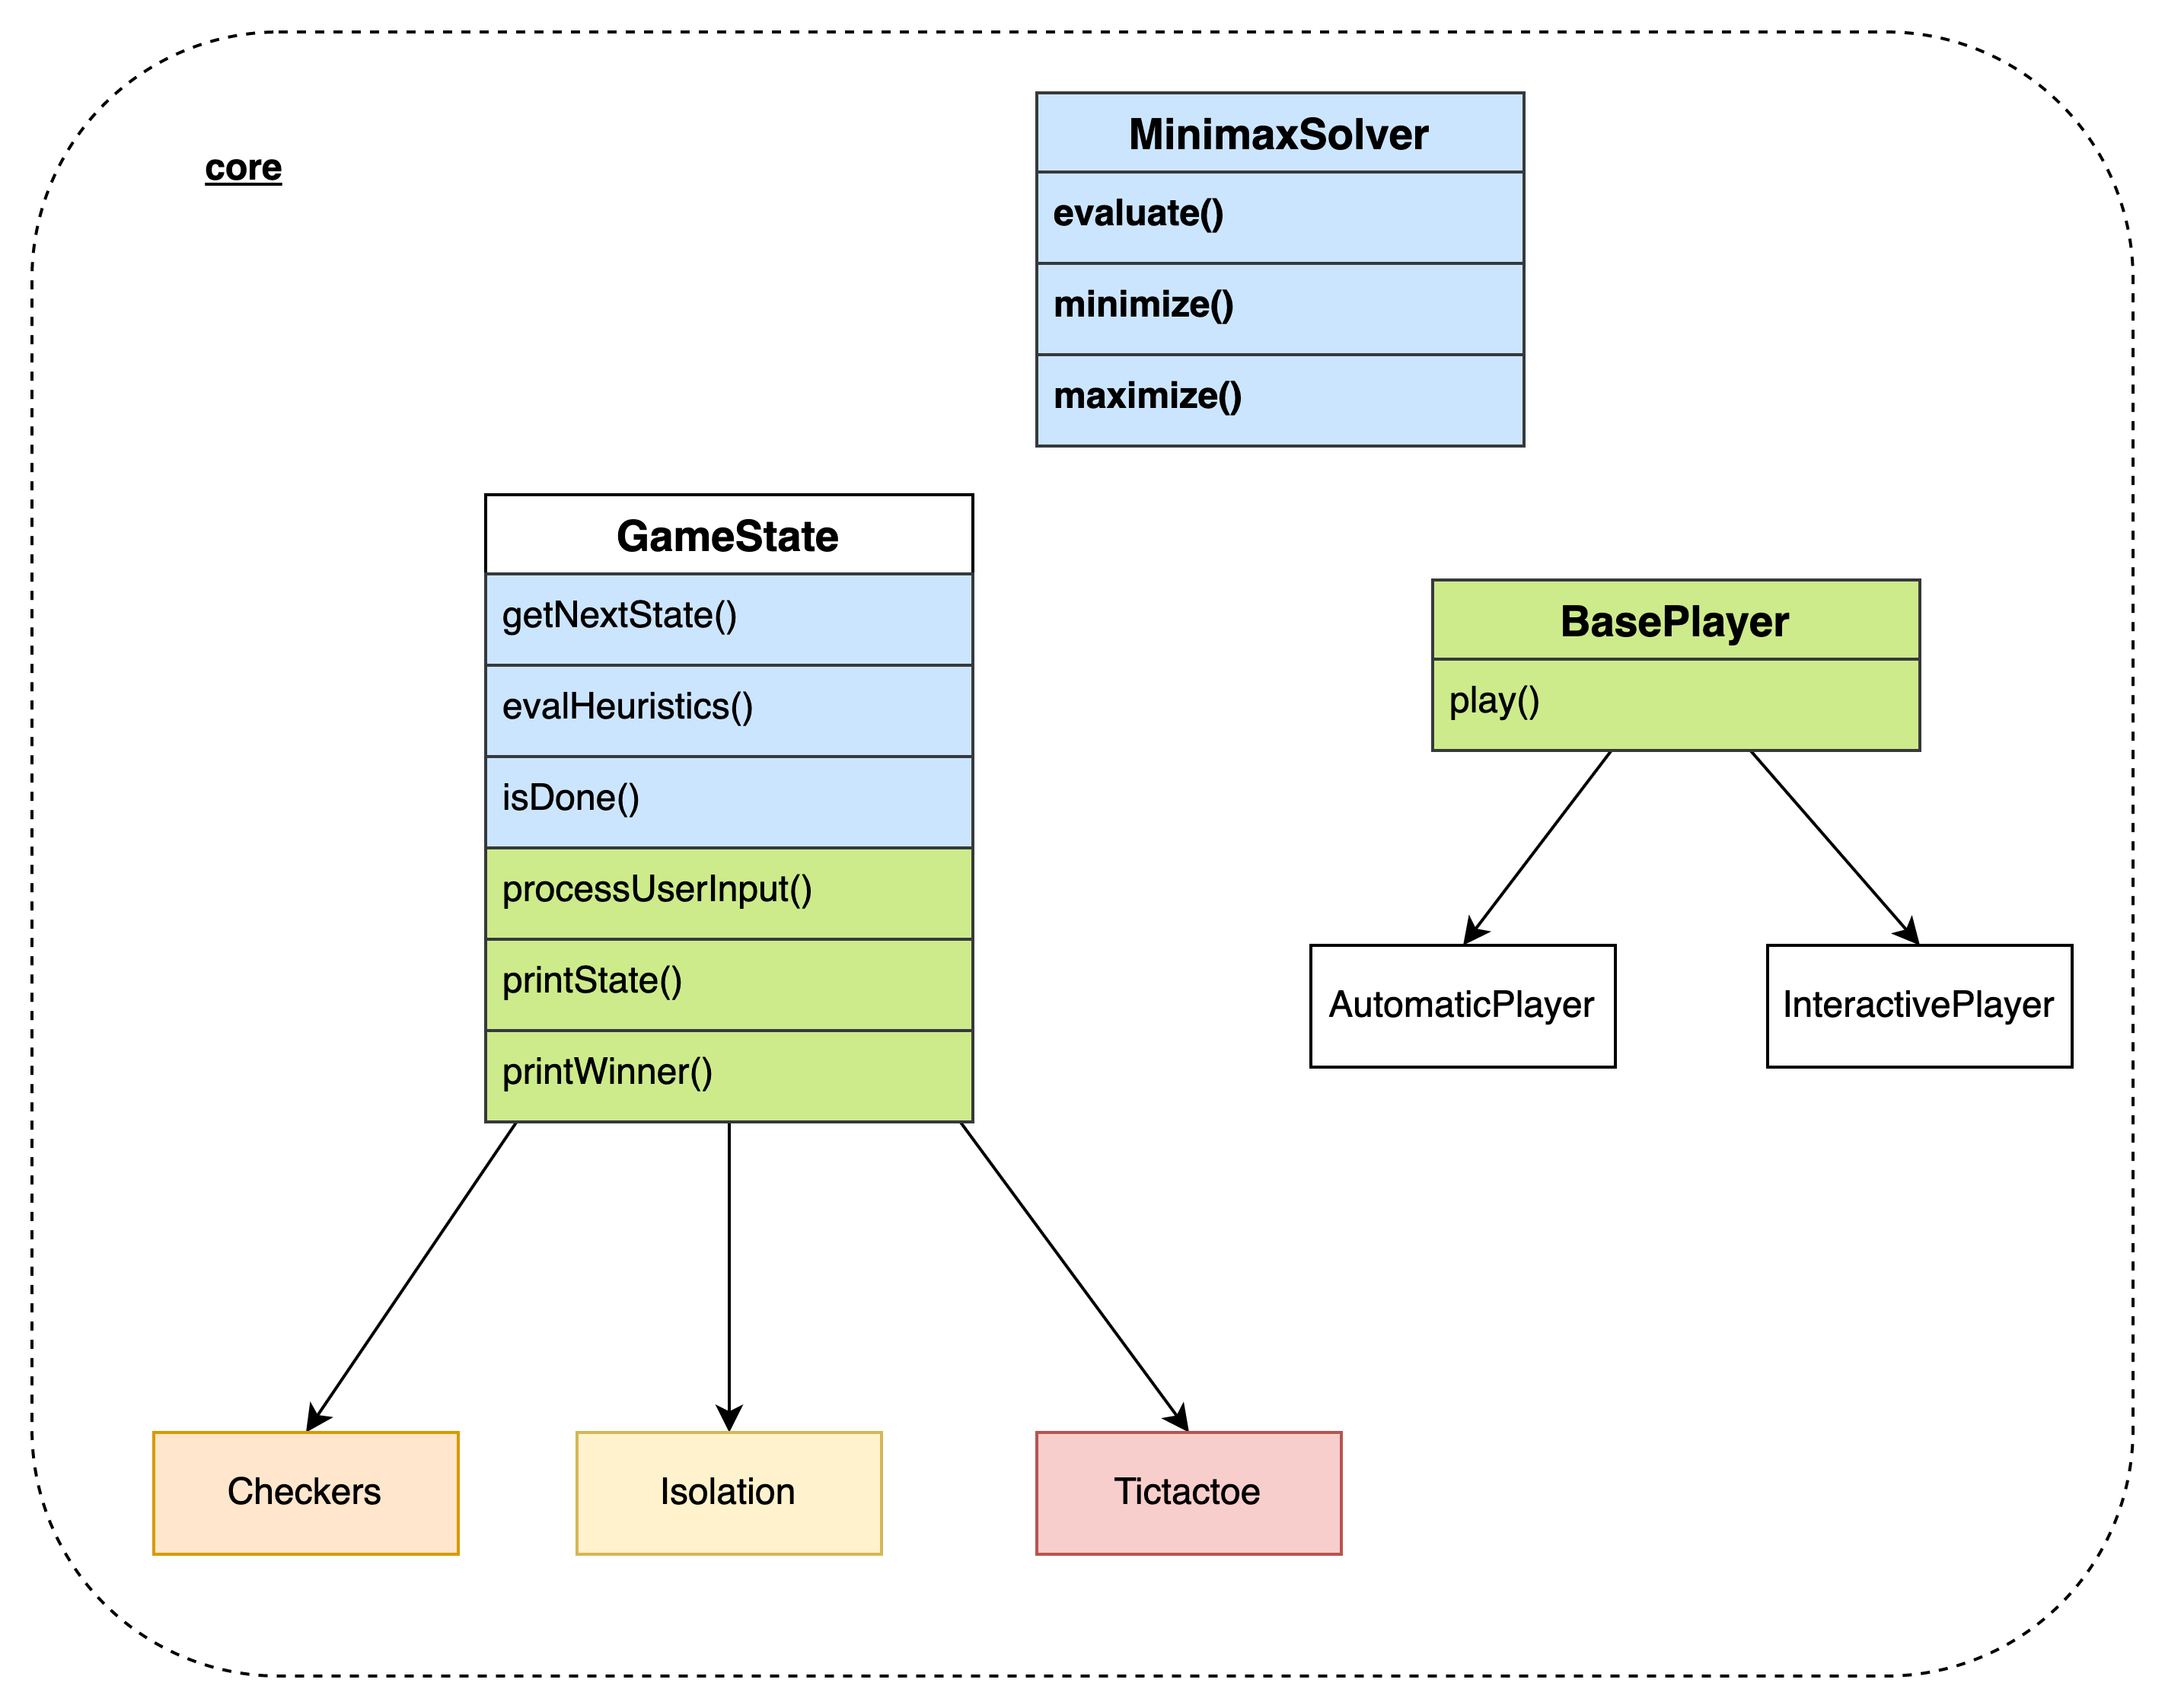 core
MinimaxSolver
evaluate()
minimize()
maximize()
GameState
getNextState()
evalHeuristics()
isDone()
processUserInput()
printState()
printWinner()
BasePlayer
play()
AutomaticPlayer
InteractivePlayer
Checkers
Isolation
Tictactoe